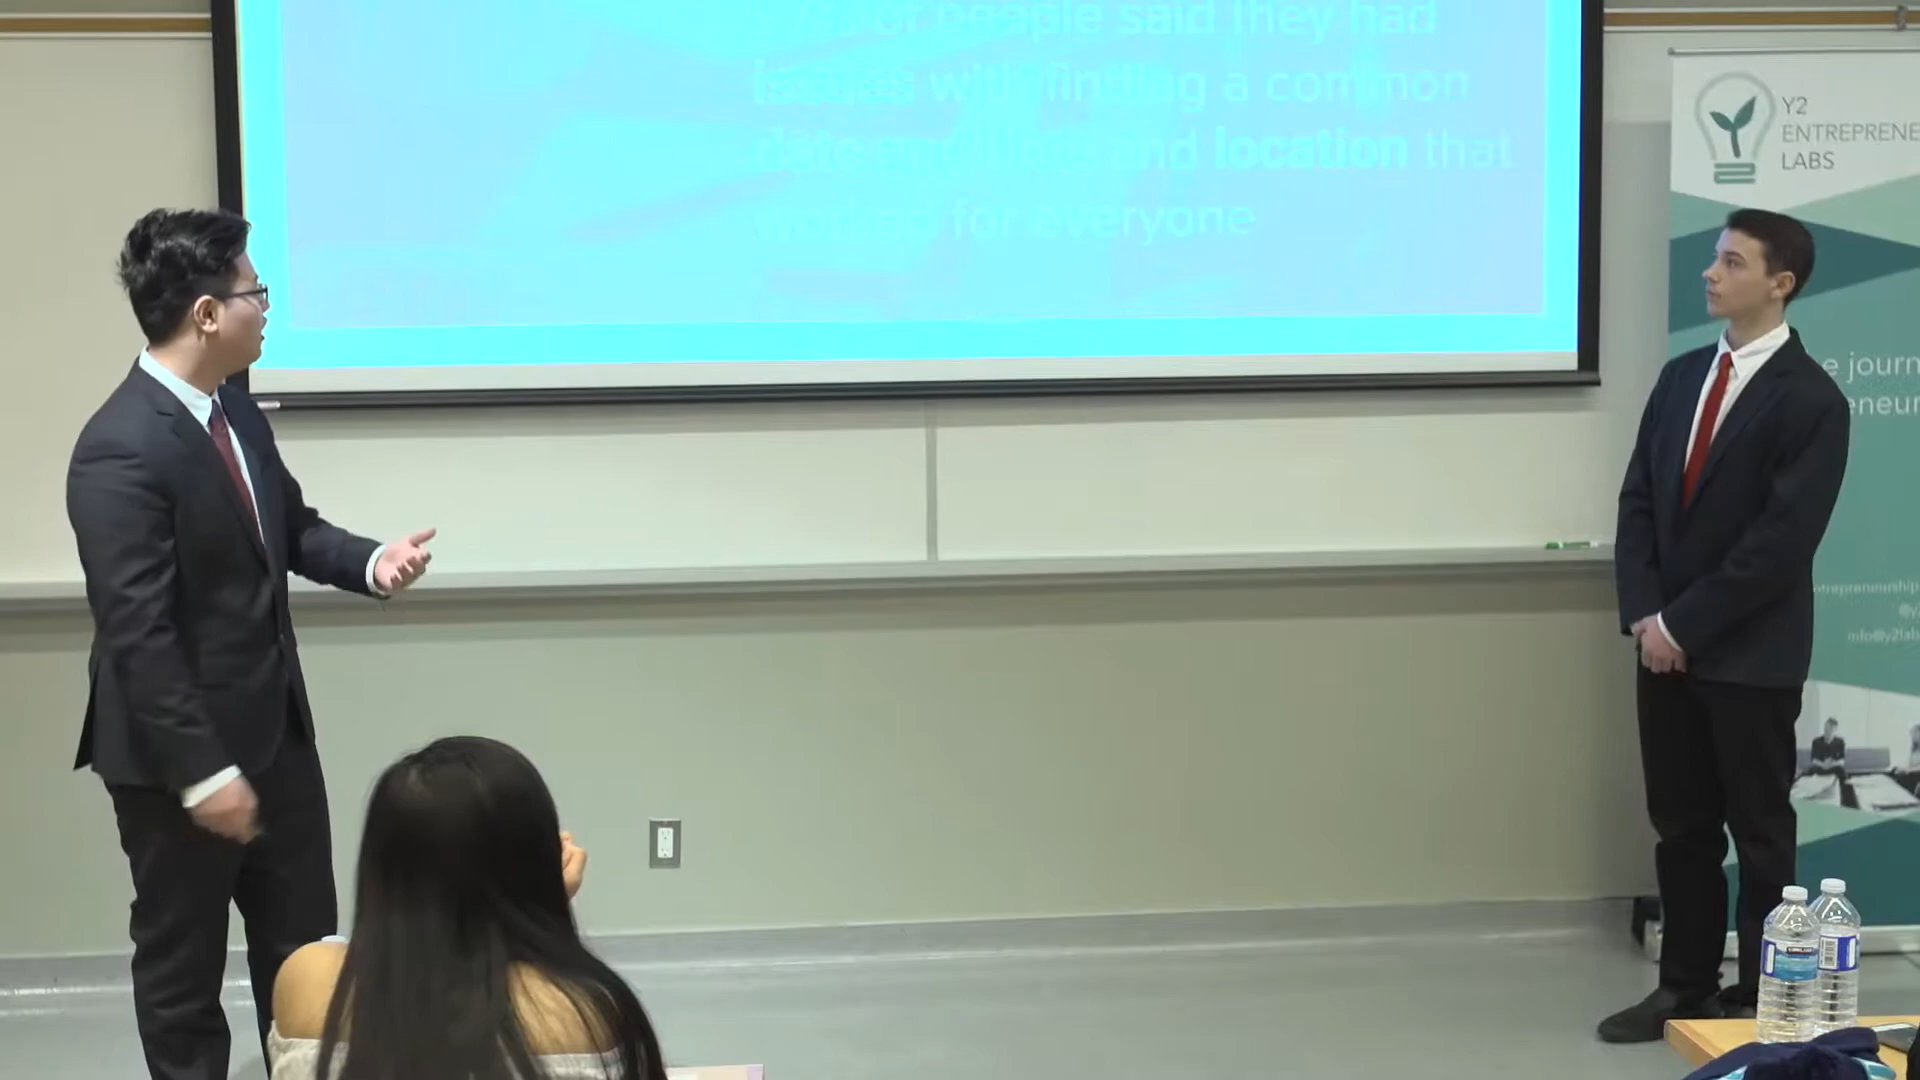 of people said they had
issues with finding a common
date and time and location that
worked for everyone
Y2
ENTREPRENE
LABS
e journ
eneur